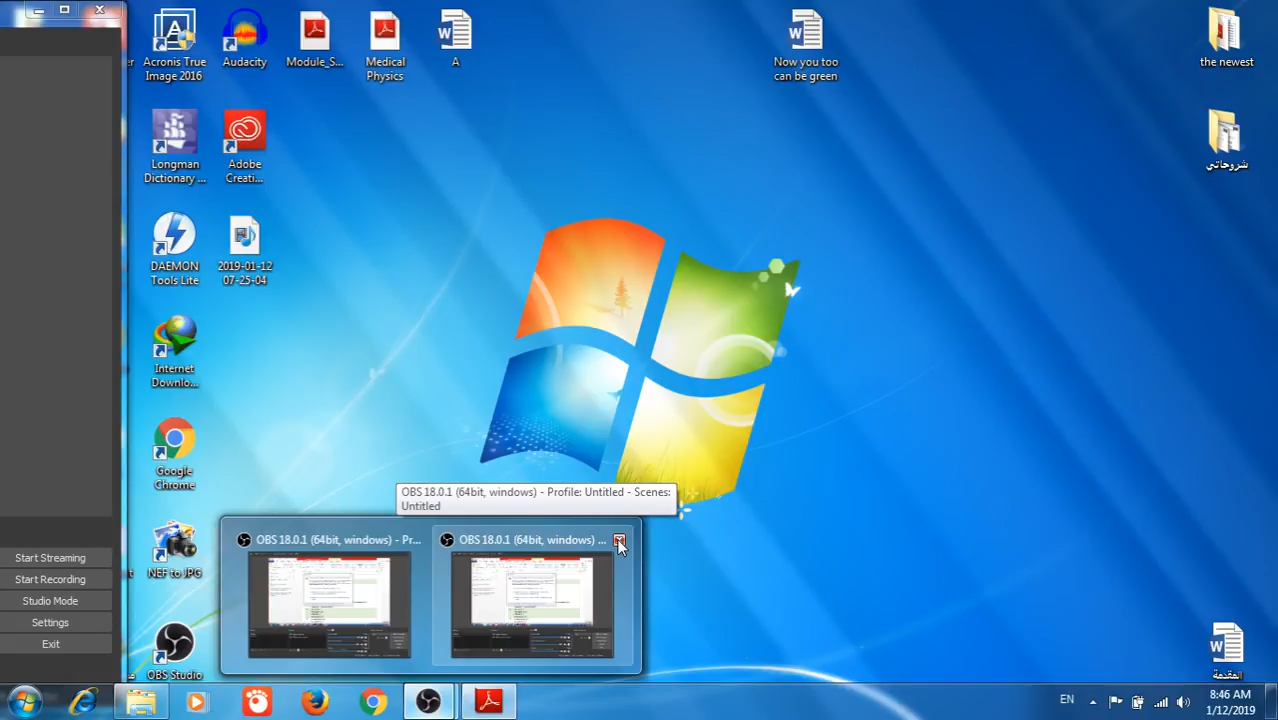 Acronis True
Image 2016
Audacity
Module_S...
Medical
Physics
A
Now you too
can be green
the newest
Longman
Dictionary ...
Adobe
Creati...
شروحاتي
DAEMON
Tools Lite
2019-01-12
07-25-04
Internet
Downlo...
Google
Chrome
OBS 18.0.1 (64bit, windows) - Profile: Untitled - Scenes:
Untitled
OBS 18.0.1 (64bit, windows) - Pr...
OBS 18.0.1 (64bit, windows) ...
Start Streaming
Start Recording
Studio Mode
Settings
Exit
NEF to JPG
OBS Studio
المقدمة
EN
8:46 AM
1/12/2019